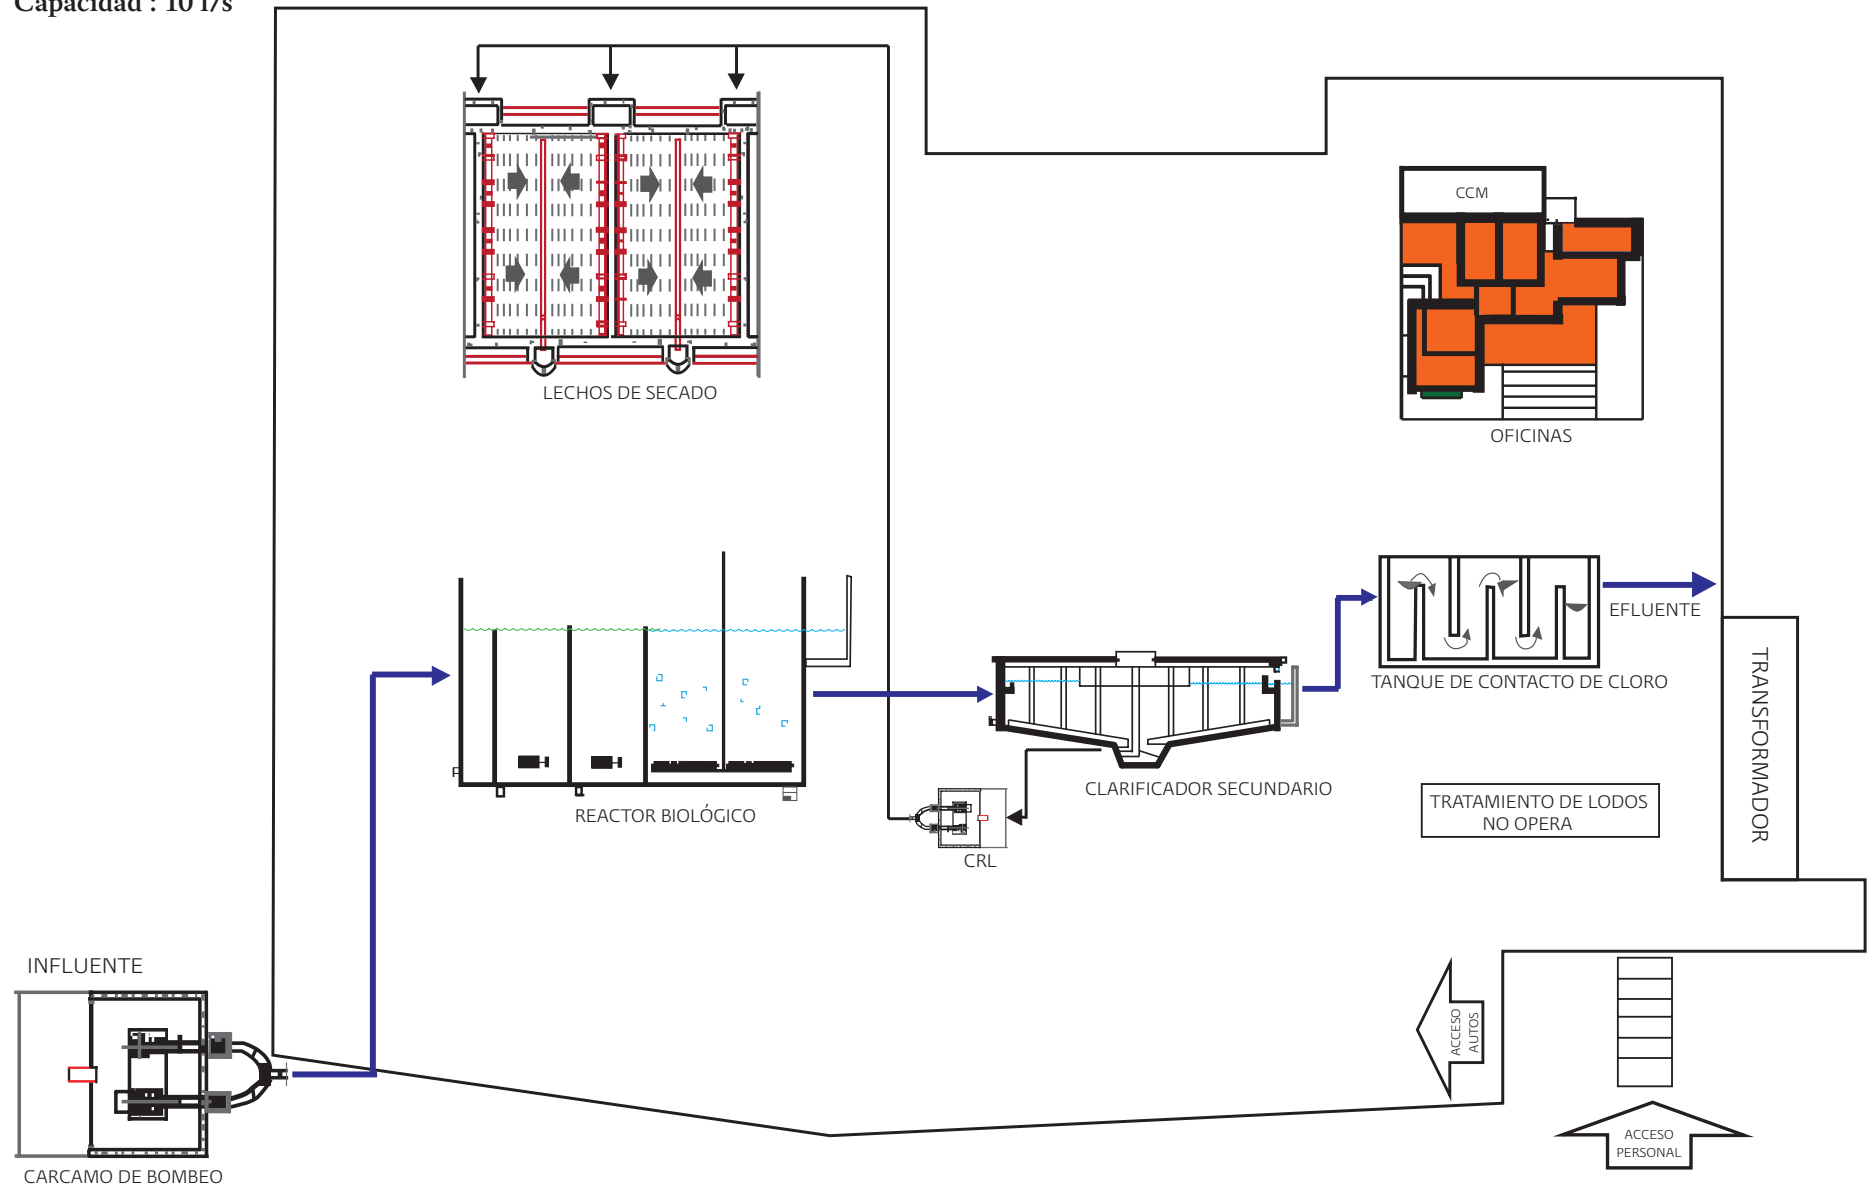 Capacidad : 10 l/s
CCM
LECHOS DE SECADO
OFICINAS
EFLUENTE
TANQUE DE CONTACTO DE CLORO
TRANSFORMADOR
CLARIFICADOR SECUNDARIO
REACTOR BIOLÓGICO
TRATAMIENTO DE LODOS
NO OPERA
CRL
INFLUENTE
ACCESO
AUTOS
ACCESO
PERSONAL
CARCAMO DE BOMBEO